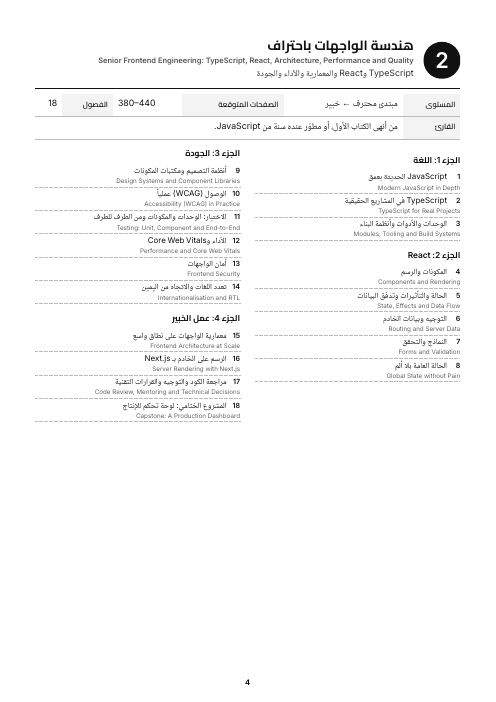 2
هندسة الواجهات باحتراف
Senior Frontend Engineering: TypeScript, React, Architecture, Performance and Quality
TypeScript وReact والمعمارية والأداء والجودة
المستوى مبتدئ محترف ← خبير الصفحات المتوقعة 380–440 الفصول 18
القارئ من أنهى الكتاب الأول، أو مطوّر عنده سنة من JavaScript.
الجزء 1: اللغة
1 JavaScript الحديثة بعمق
Modern JavaScript in Depth
2 TypeScript في المشاريع الحقيقية
TypeScript for Real Projects
3 الوحدات والأدوات وأنظمة البناء
Modules, Tooling and Build Systems
الجزء 2: React
4 المكونات والرسم
Components and Rendering
5 الحالة والتأثيرات وتدفق البيانات
State, Effects and Data Flow
6 التوجيه وبيانات الخادم
Routing and Server Data
7 النماذج والتحقق
Forms and Validation
8 الحالة العامة بلا ألم
Global State without Pain
الجزء 3: الجودة
9 أنظمة التصميم ومكتبات المكونات
Design Systems and Component Libraries
10 الوصول (WCAG) عملياً
Accessibility (WCAG) in Practice
11 الاختبار: الوحدات والمكونات ومن الطرف للطرف
Testing: Unit, Component and End-to-End
12 الأداء وCore Web Vitals
Performance and Core Web Vitals
13 أمان الواجهات
Frontend Security
14 تعدد اللغات والاتجاه من اليمين
Internationalisation and RTL
الجزء 4: عمل الخبير
15 معمارية الواجهات على نطاق واسع
Frontend Architecture at Scale
16 الرسم على الخادم بـ Next.js
Server Rendering with Next.js
17 مراجعة الكود والتوجيه والقرارات التقنية
Code Review, Mentoring and Technical Decisions
18 المشروع الختامي: لوحة تحكم للإنتاج
Capstone: A Production Dashboard
4